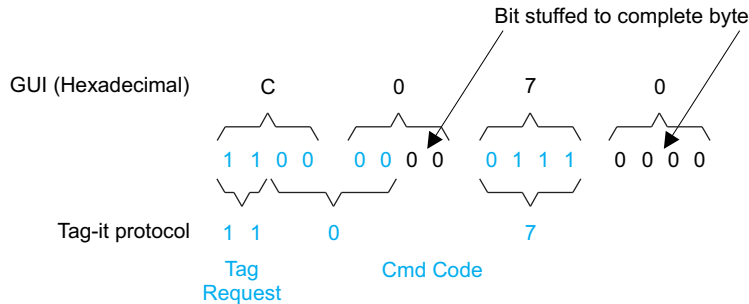 Bit stuffed to complete byte
GUI (Hexadecimal) C 0 7 0
1 1 0 0 0 0 0 0 0 1 1 1 0 0 0 0
Tag-it protocol 1 1 0 7
Tag Cmd Code
Request